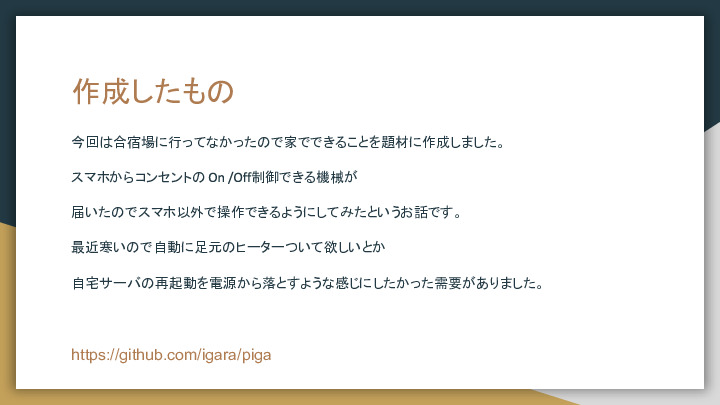 作成したもの
今回は合宿場に行ってなかったので家でできることを題材に作成しました。
スマホからコンセントの On /Off制御できる機械が
届いたのでスマホ以外で操作できるようにしてみたというお話です。
最近寒いので自動に足元のヒーターついて欲しいとか
自宅サーバの再起動を電源から落とすような感じにしたかった需要がありました。
https://github.com/igara/piga